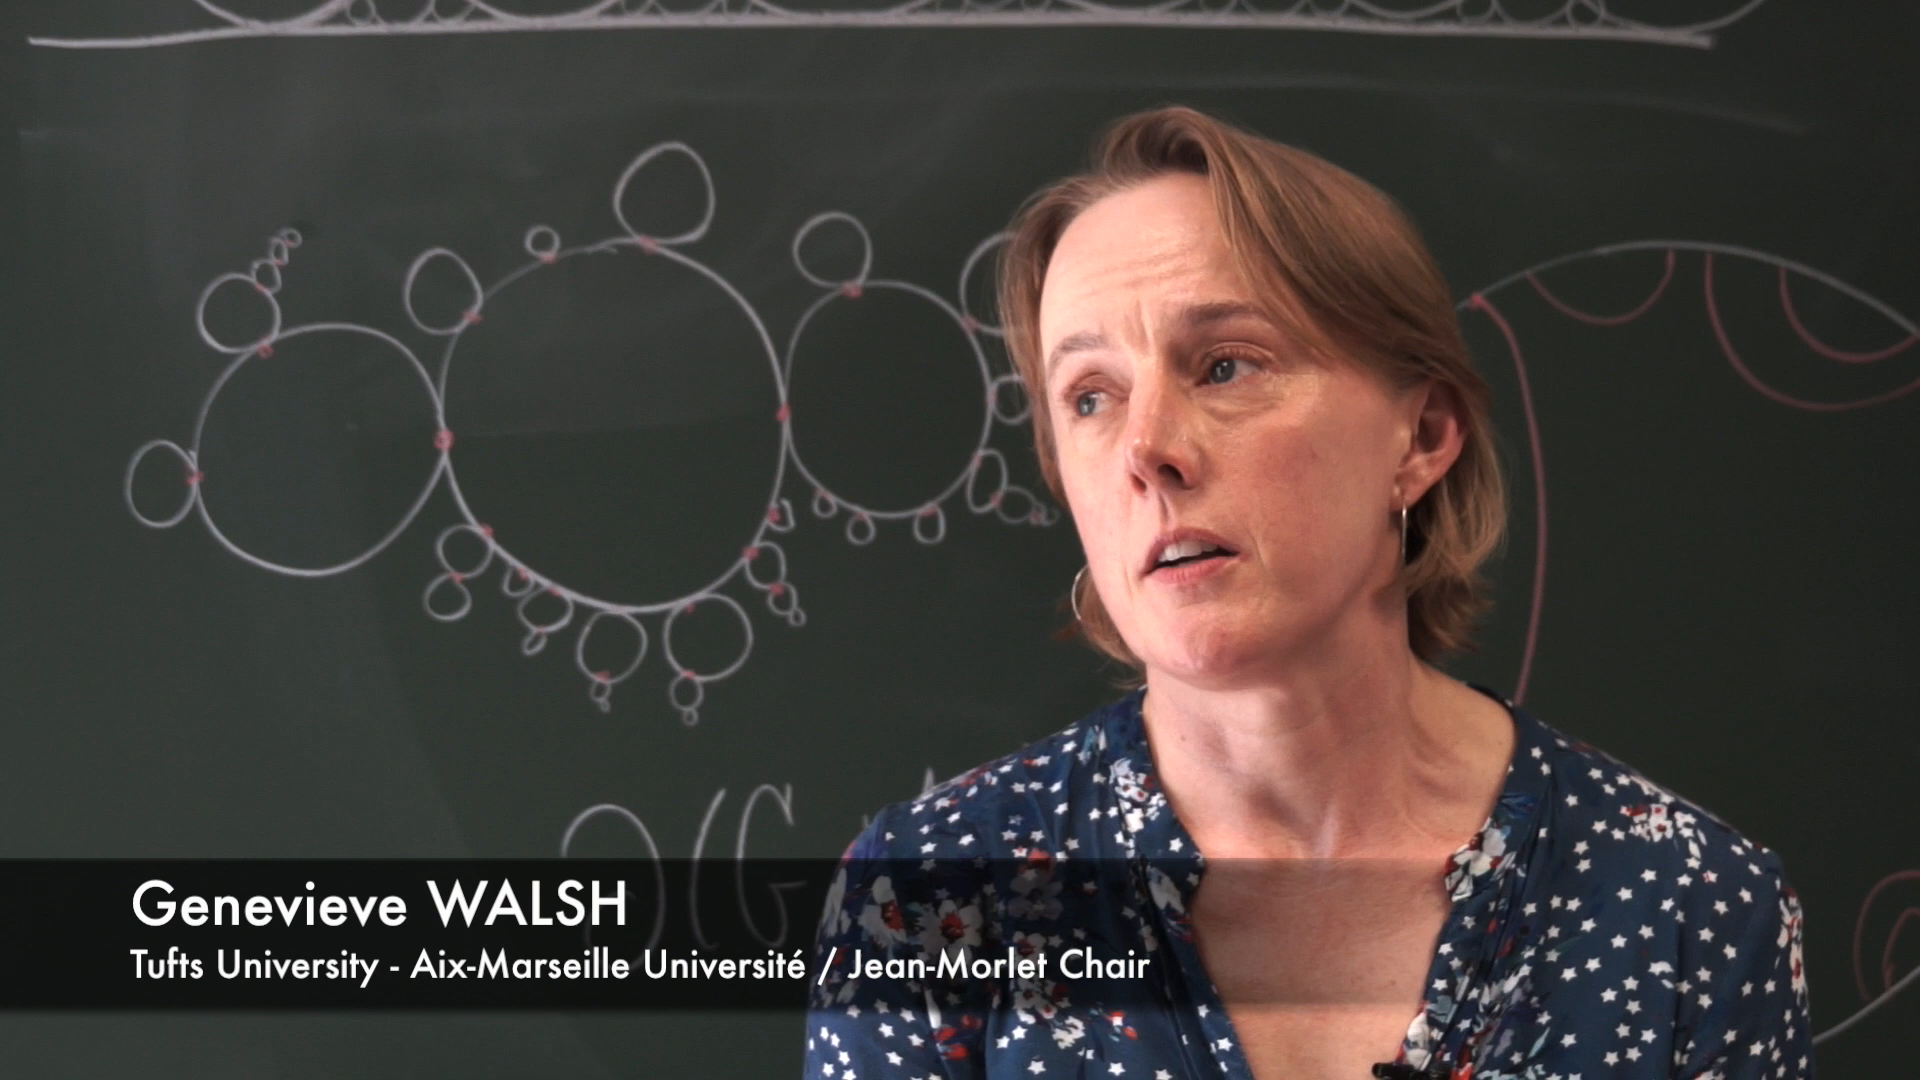 ∂(G
Genevieve WALSH
Tufts University - Aix-Marseille Université / Jean-Morlet Chair